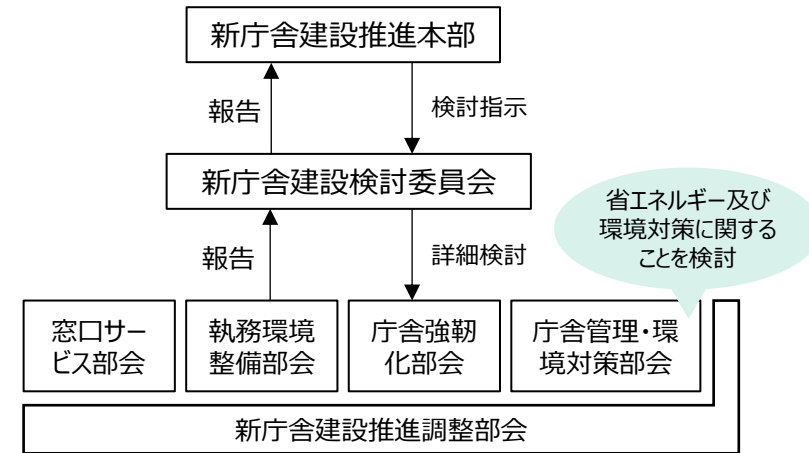 新庁舎建設推進本部
報告
検討指示
新庁舎建設検討委員会
省エネルギー及び
環境対策に関する
ことを検討
報告
詳細検討
窓口サー
ビス部会
執務環境
整備部会
庁舎強靭
化部会
庁舎管理・環
境対策部会
新庁舎建設推進調整部会